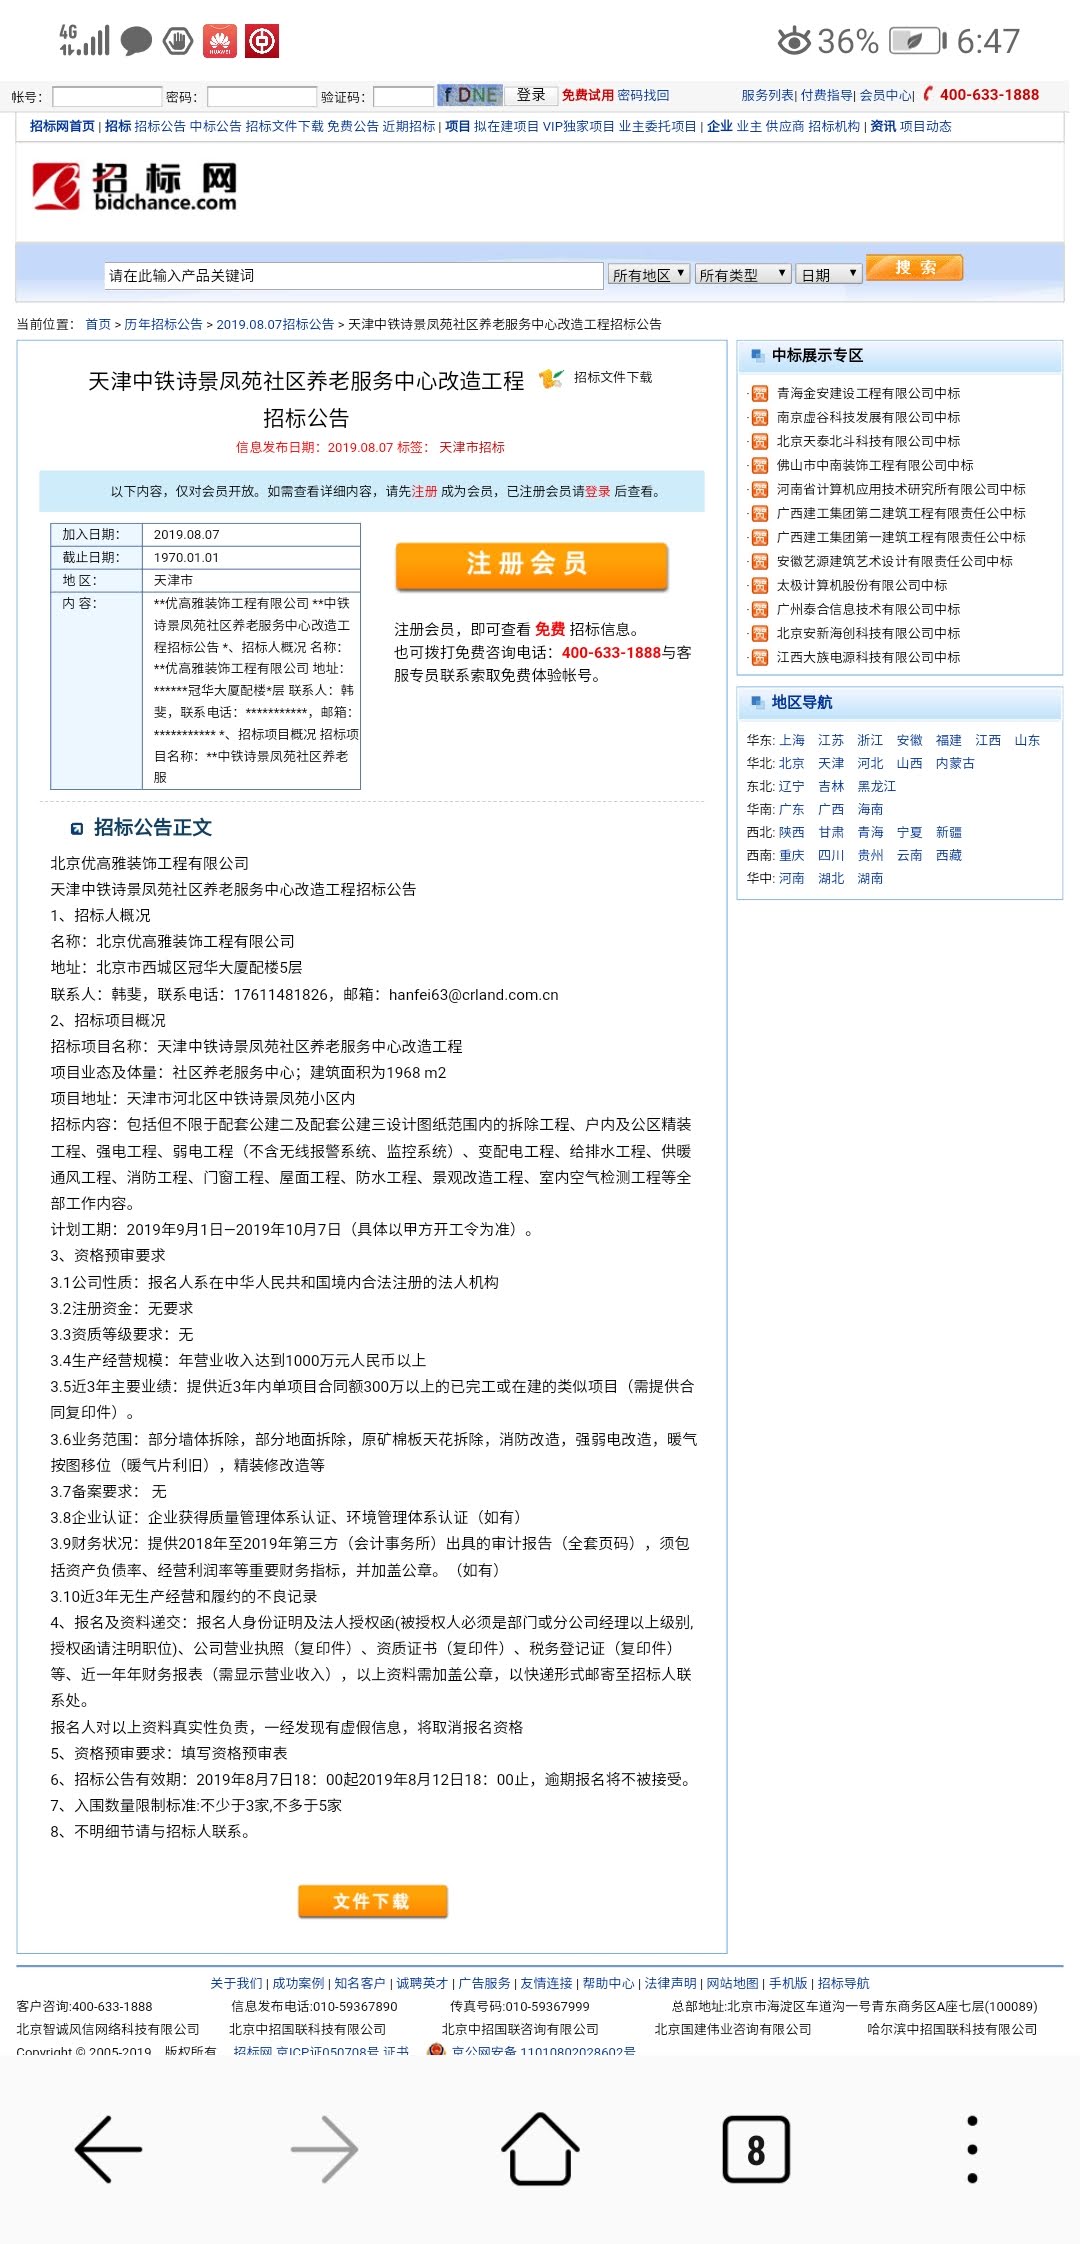 4G 36% 6:47
帐号： 密码： 验证码： fDNE 登录 免费试用 密码找回 服务列表| 付费指导| 会员中心| 400-633-1888
招标网首页 | 招标 招标公告 中标公告 招标文件下载 免费公告 近期招标 | 项目 拟在建项目 VIP独家项目 业主委托项目 | 企业 业主 供应商 招标机构 | 资讯 项目动态
招标网
bidchance.com
请在此输入产品关键词 所有地区 所有类型 日期 搜索
当前位置： 首页 > 历年招标公告 > 2019.08.07招标公告 > 天津中铁诗景凤苑社区养老服务中心改造工程招标公告
天津中铁诗景凤苑社区养老服务中心改造工程 招标文件下载
招标公告
信息发布日期：2019.08.07 标签： 天津市招标
以下内容，仅对会员开放。如需查看详细内容，请先注册 成为会员，已注册会员请登录 后查看。
加入日期： 2019.08.07
截止日期： 1970.01.01
地 区： 天津市
内 容： **优高雅装饰工程有限公司 **中铁
诗景凤苑社区养老服务中心改造工
程招标公告 *、招标人概况 名称：
**优高雅装饰工程有限公司 地址：
******冠华大厦配楼*层 联系人：韩
斐，联系电话：***********，邮箱：
*********** *、招标项目概况 招标项
目名称：**中铁诗景凤苑社区养老
服
注册会员
注册会员，即可查看 免费 招标信息。
也可拨打免费咨询电话：400-633-1888与客
服专员联系索取免费体验帐号。
招标公告正文
北京优高雅装饰工程有限公司
天津中铁诗景凤苑社区养老服务中心改造工程招标公告
1、招标人概况
名称：北京优高雅装饰工程有限公司
地址：北京市西城区冠华大厦配楼5层
联系人：韩斐，联系电话：17611481826，邮箱：hanfei63@crland.com.cn
2、招标项目概况
招标项目名称：天津中铁诗景凤苑社区养老服务中心改造工程
项目业态及体量：社区养老服务中心；建筑面积为1968 m2
项目地址：天津市河北区中铁诗景凤苑小区内
招标内容：包括但不限于配套公建二及配套公建三设计图纸范围内的拆除工程、户内及公区精装
工程、强电工程、弱电工程（不含无线报警系统、监控系统）、变配电工程、给排水工程、供暖
通风工程、消防工程、门窗工程、屋面工程、防水工程、景观改造工程、室内空气检测工程等全
部工作内容。
计划工期：2019年9月1日—2019年10月7日（具体以甲方开工令为准）。
3、资格预审要求
3.1公司性质：报名人系在中华人民共和国境内合法注册的法人机构
3.2注册资金：无要求
3.3资质等级要求：无
3.4生产经营规模：年营业收入达到1000万元人民币以上
3.5近3年主要业绩：提供近3年内单项目合同额300万以上的已完工或在建的类似项目（需提供合
同复印件）。
3.6业务范围：部分墙体拆除，部分地面拆除，原矿棉板天花拆除，消防改造，强弱电改造，暖气
按图移位（暖气片利旧），精装修改造等
3.7备案要求： 无
3.8企业认证：企业获得质量管理体系认证、环境管理体系认证（如有）
3.9财务状况：提供2018年至2019年第三方（会计事务所）出具的审计报告（全套页码），须包
括资产负债率、经营利润率等重要财务指标，并加盖公章。（如有）
3.10近3年无生产经营和履约的不良记录
4、报名及资料递交：报名人身份证明及法人授权函(被授权人必须是部门或分公司经理以上级别,
授权函请注明职位)、公司营业执照（复印件）、资质证书（复印件）、税务登记证（复印件）
等、近一年年财务报表（需显示营业收入），以上资料需加盖公章，以快递形式邮寄至招标人联
系处。
报名人对以上资料真实性负责，一经发现有虚假信息，将取消报名资格
5、资格预审要求：填写资格预审表
6、招标公告有效期：2019年8月7日18：00起2019年8月12日18：00止，逾期报名将不被接受。
7、入围数量限制标准:不少于3家,不多于5家
8、不明细节请与招标人联系。
文件下载
中标展示专区
· 贺 青海金安建设工程有限公司中标
· 贺 南京虚谷科技发展有限公司中标
· 贺 北京天泰北斗科技有限公司中标
· 贺 佛山市中南装饰工程有限公司中标
· 贺 河南省计算机应用技术研究所有限公司中标
· 贺 广西建工集团第二建筑工程有限责任公中标
· 贺 广西建工集团第一建筑工程有限责任公中标
· 贺 安徽艺源建筑艺术设计有限责任公司中标
· 贺 太极计算机股份有限公司中标
· 贺 广州泰合信息技术有限公司中标
· 贺 北京安新海创科技有限公司中标
· 贺 江西大族电源科技有限公司中标
地区导航
华东: 上海 江苏 浙江 安徽 福建 江西 山东
华北: 北京 天津 河北 山西 内蒙古
东北: 辽宁 吉林 黑龙江
华南: 广东 广西 海南
西北: 陕西 甘肃 青海 宁夏 新疆
西南: 重庆 四川 贵州 云南 西藏
华中: 河南 湖北 湖南
关于我们 | 成功案例 | 知名客户 | 诚聘英才 | 广告服务 | 友情连接 | 帮助中心 | 法律声明 | 网站地图 | 手机版 | 招标导航
客户咨询:400-633-1888 信息发布电话:010-59367890 传真号码:010-59367999 总部地址:北京市海淀区车道沟一号青东商务区A座七层(100089)
北京智诚风信网络科技有限公司 北京中招国联科技有限公司 北京中招国联咨询有限公司 北京国建伟业咨询有限公司 哈尔滨中招国联科技有限公司
Copyright © 2005-2019 版权所有 招标网 京ICP证050708号 证书 京公网安备 11010802028602号
8